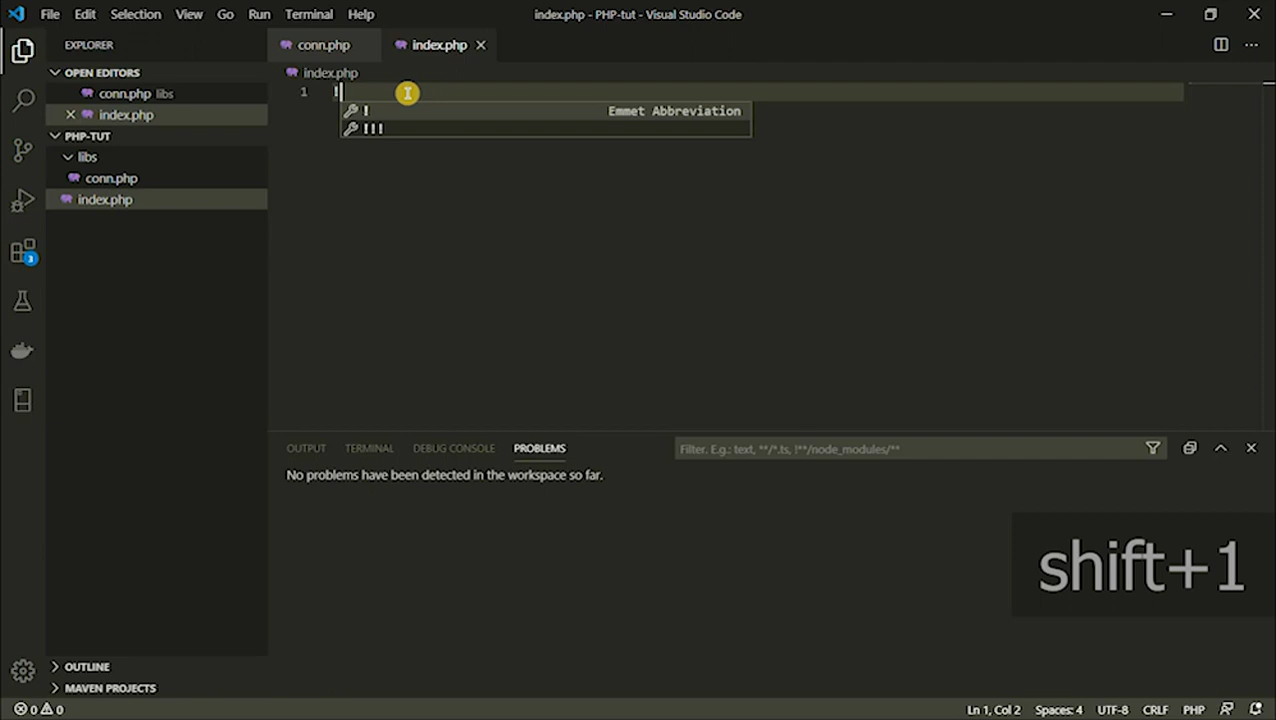 File Edit Selection View Go Run Terminal Help
index.php - PHP-tut - Visual Studio Code
EXPLORER
OPEN EDITORS
conn.php libs
index.php
PHP-TUT
libs
conn.php
index.php
3
OUTLINE
MAVEN PROJECTS
conn.php
index.php
index.php
1 !
! Emmet Abbreviation
!!!
OUTPUT TERMINAL DEBUG CONSOLE PROBLEMS
Filter. E.g.: text, **/*.ts, !**/node_modules/**
No problems have been detected in the workspace so far.
shift+1
0 0
Ln 1, Col 2 Spaces: 4 UTF-8 CRLF PHP